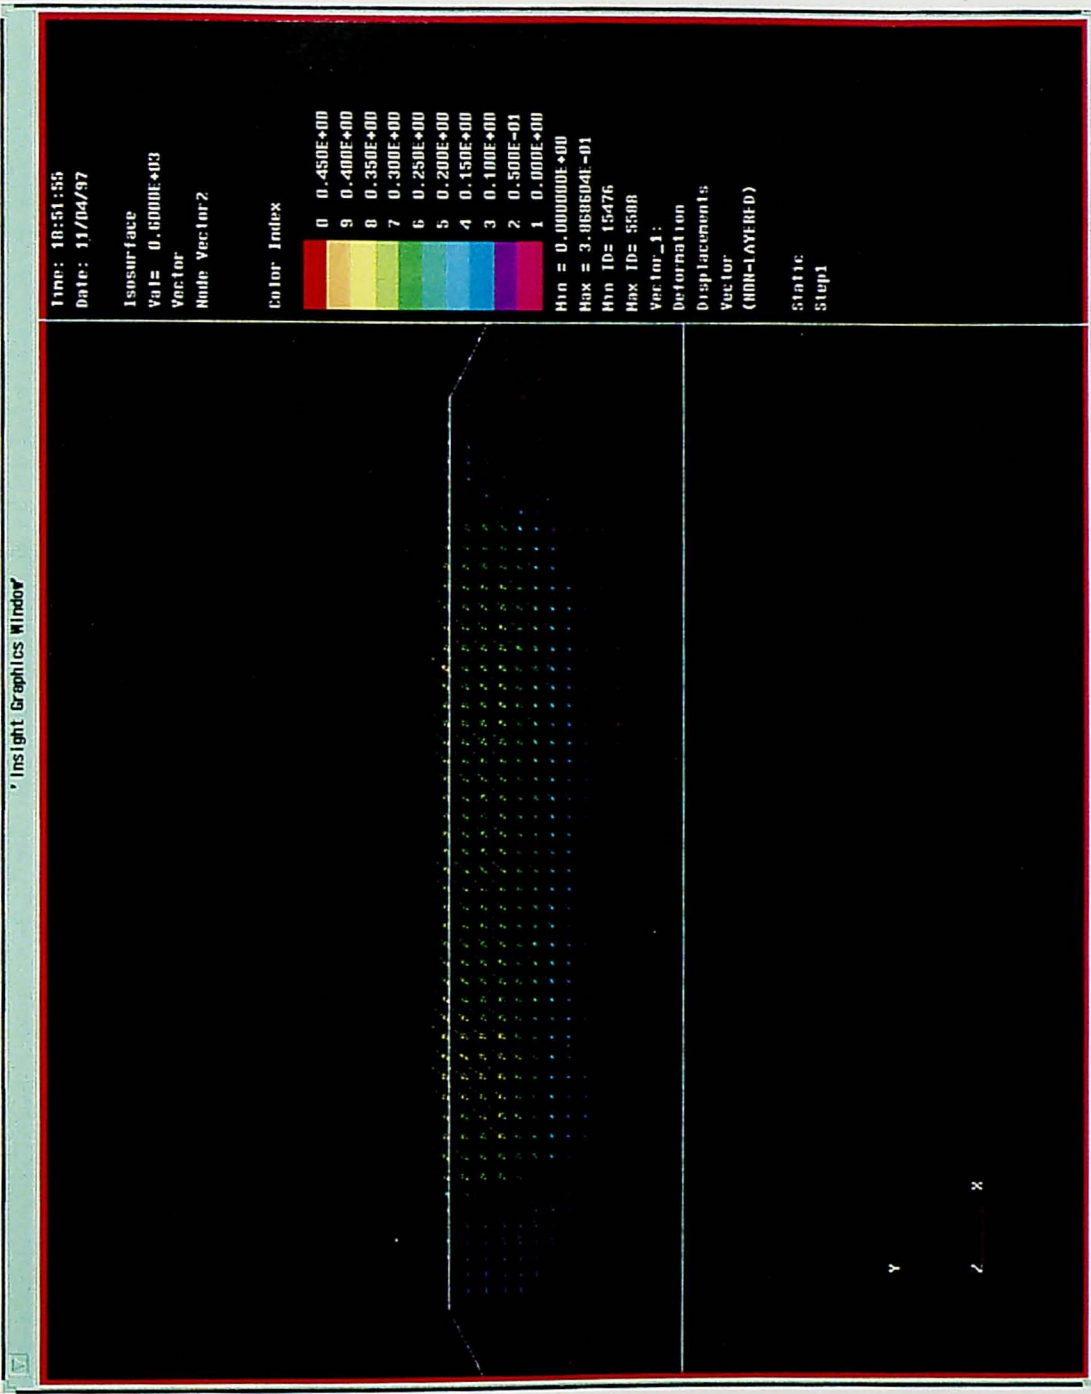 ' Insight Graphics Window'
Time: 18:51:55
Date: 11/04/97
Isosurface
Val= 0.6000E+03
Vector
Node Vector2
Color Index
0 0.450E+00
9 0.400E+00
8 0.350E+00
7 0.300E+00
6 0.250E+00
5 0.200E+00
4 0.150E+00
3 0.100E+00
2 0.500E-01
1 0.000E+00
Min = 0.000000E+00
Max = 3.868604E-01
Min ID= 15476
Max ID= 5508
Vector_1:
Deformation
Displacements
Vector
(NON-LAYERED)
Static
Step1
Y
Z X